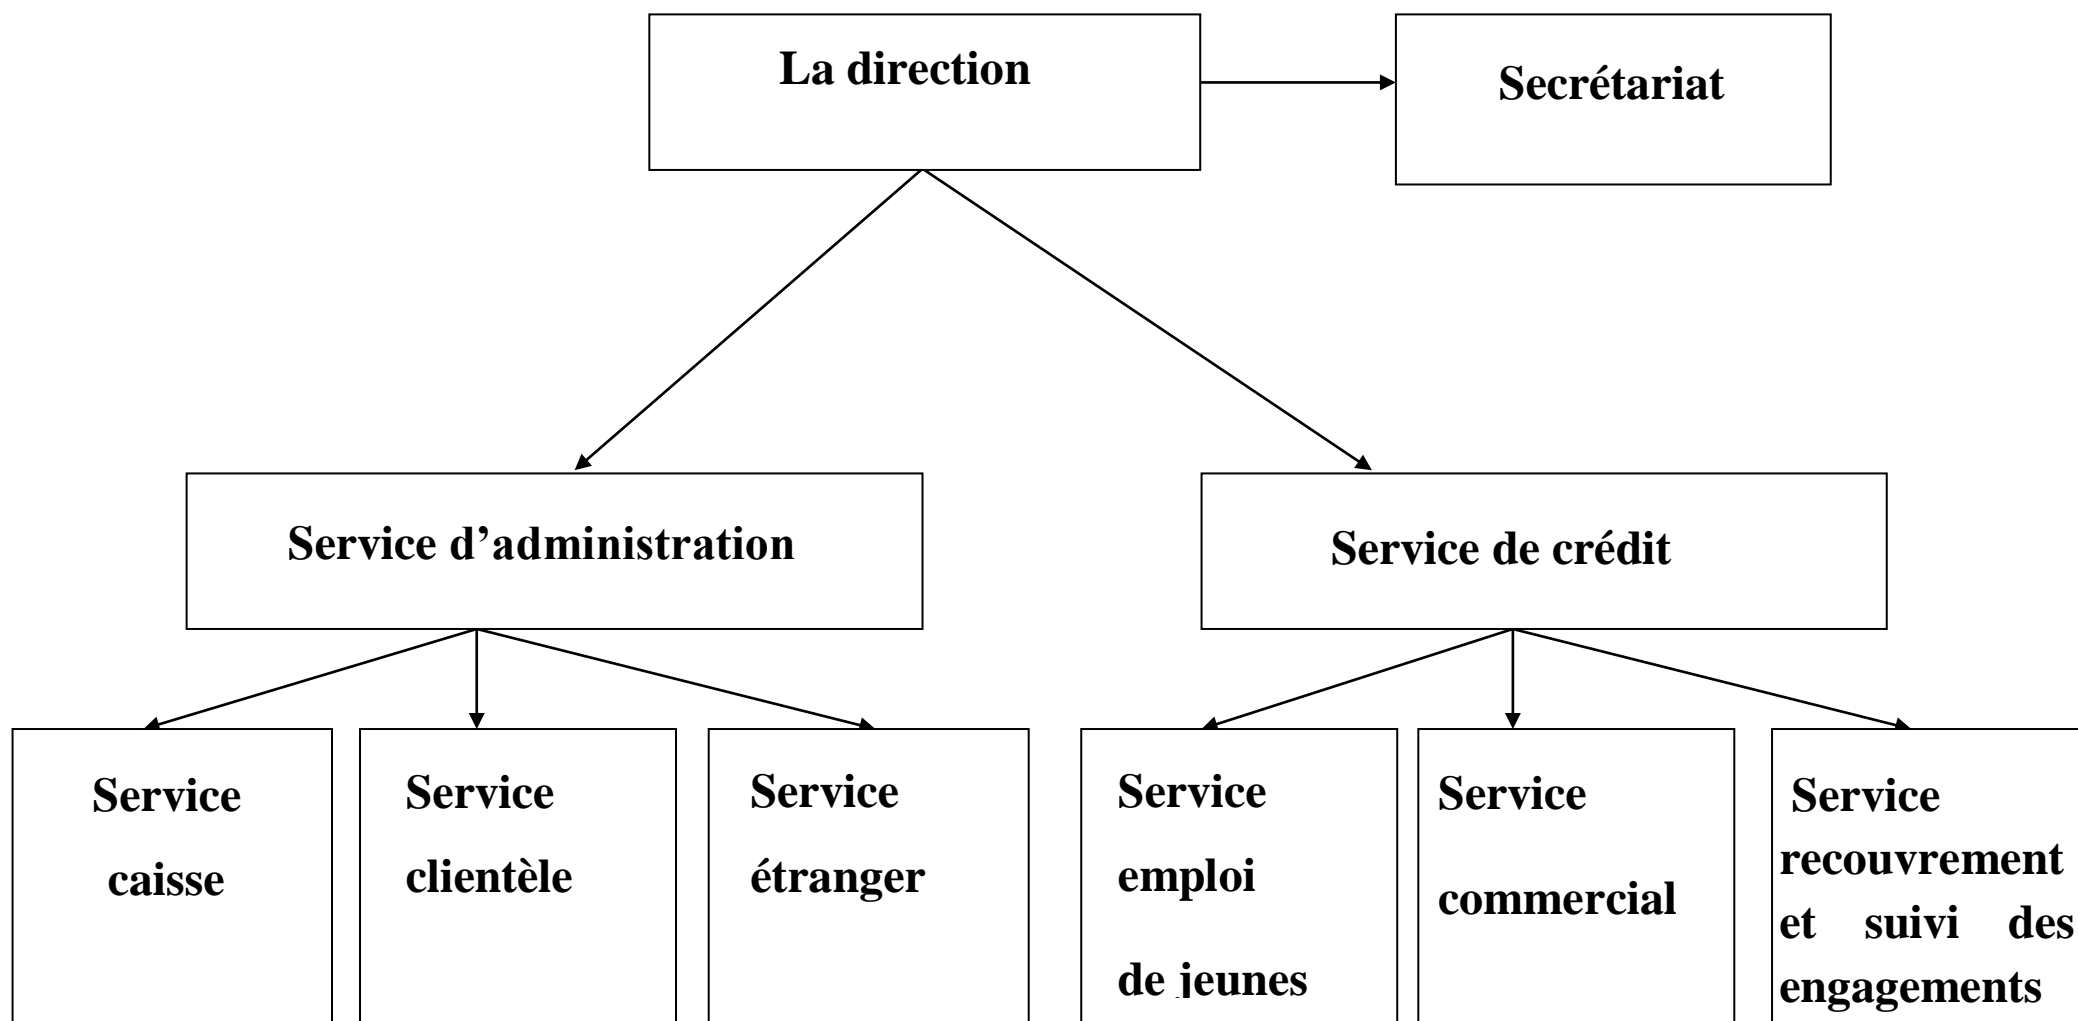 La direction
Secrétariat
Service d’administration
Service de crédit
Service
caisse
Service
clientèle
Service
étranger
Service
emploi
de jeunes
Service
commercial
Service
recouvrement
et suivi des
engagements